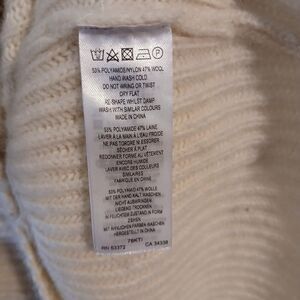 53% POLYAMIDE/NYLON 47% WOOL
HAND WASH COLD
DO NOT WRING OR TWIST
DRY FLAT
RE-SHAPE WHILST DAMP
WASH WITH SIMILAR COLOURS
MADE IN CHINA
53% POLYAMIDE 47% LAINE
LAVER À LA MAIN À L'EAU FROIDE
NE PAS TORDRE NI ESSORER
SÉCHER À PLAT
REDONNER FORME AU VÊTEMENT
ENCORE HUMIDE
LAVER AVEC DES COULEURS
SIMILAIRES
FABRIQUÉ EN CHINE
53% POLYAMID 47% WOLLE
MIT DER HAND KALT WASCHEN
NICHT AUSWRINGEN
LIEGEND TROCKNEN
IN FEUCHTEM ZUSTAND IN FORM
ZIEHEN
MIT ÄHNLICHEN FARBEN WASCHEN
HERGESTELLT IN CHINA
76KTI
RN 53372 CA 34338